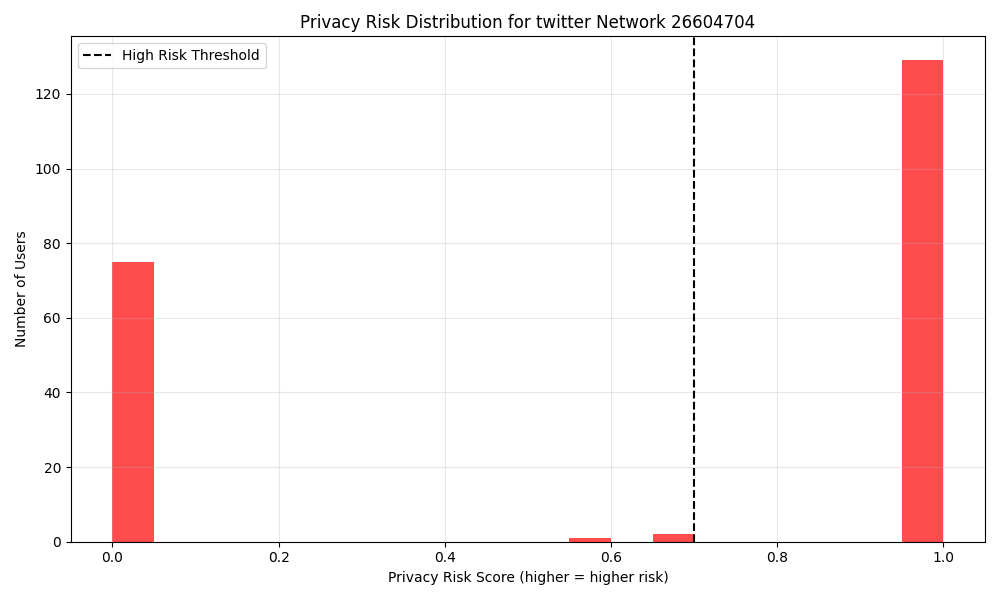 Privacy Risk Distribution for twitter Network 26604704
High Risk Threshold
Number of Users
120
100
80
60
40
20
0
0.0 0.2 0.4 0.6 0.8 1.0
Privacy Risk Score (higher = higher risk)